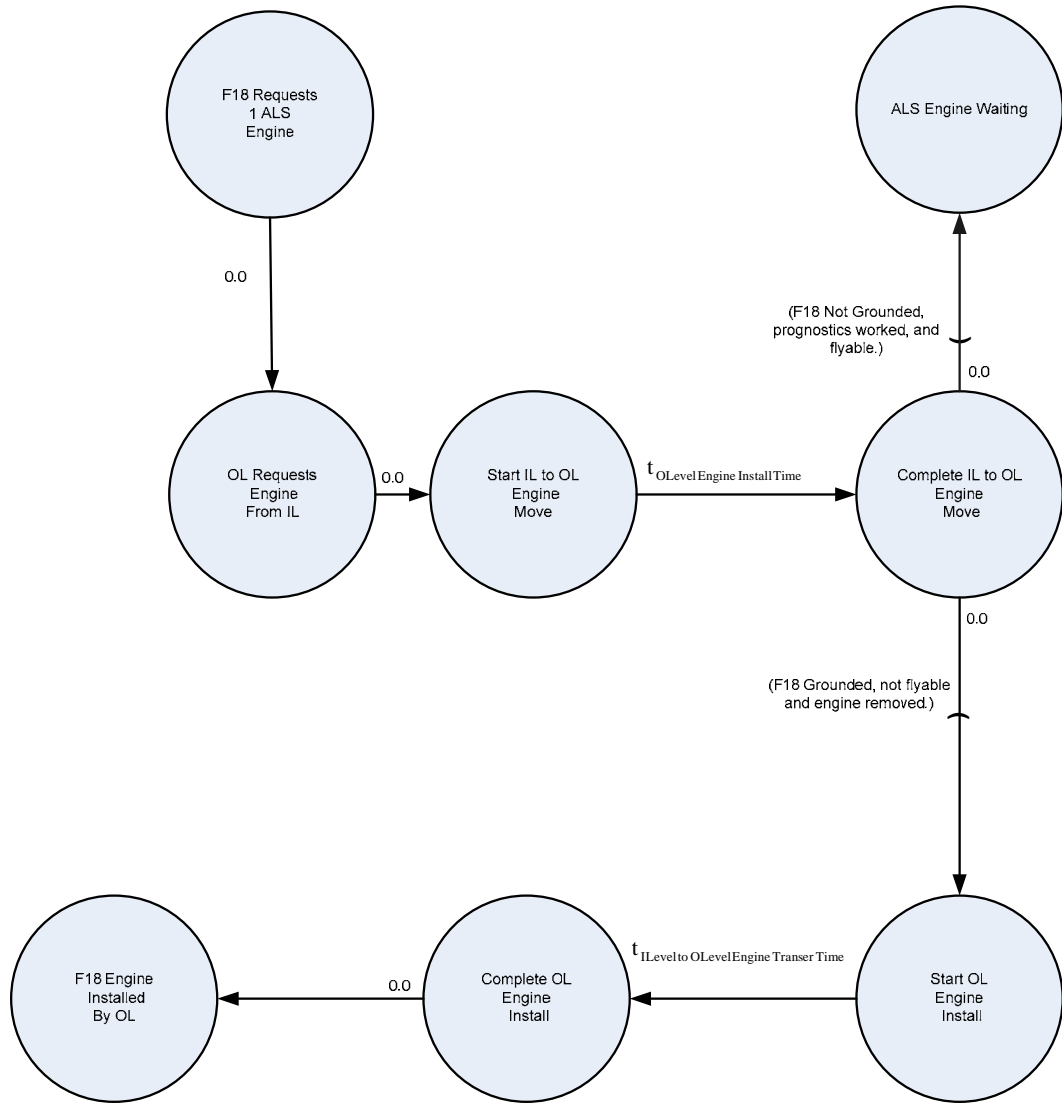 F18 Requests
1 ALS
Engine
ALS Engine Waiting
0.0
(F18 Not Grounded,
prognostics worked, and
flyable.)
0.0
OL Requests
Engine
From IL
0.0
Start IL to OL
Engine
Move
t OLevel Engine Install Time
Complete IL to OL
Engine
Move
0.0
(F18 Grounded, not flyable
and engine removed.)
F18 Engine
Installed
By OL
0.0
Complete OL
Engine
Install
t ILevel to OLevel Engine Transer Time
Start OL
Engine
Install